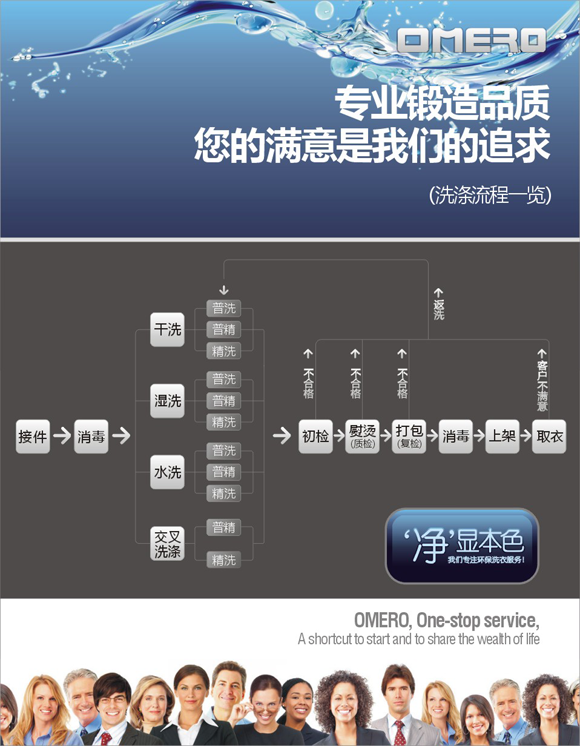 OMERO
专业锻造品质
您的满意是我们的追求
(洗涤流程一览)
接件
消毒
干洗
普洗
普精
精洗
湿洗
普洗
普精
精洗
水洗
普洗
普精
精洗
交叉
洗涤
普精
精洗
返洗
不合格
不合格
不合格
客户不满意
初检
熨烫
(质检)
打包
(复检)
消毒
上架
取衣
‘净’显本色
我们专注环保洗衣服务!
OMERO, One-stop service,
A shortcut to start and to share the wealth of life